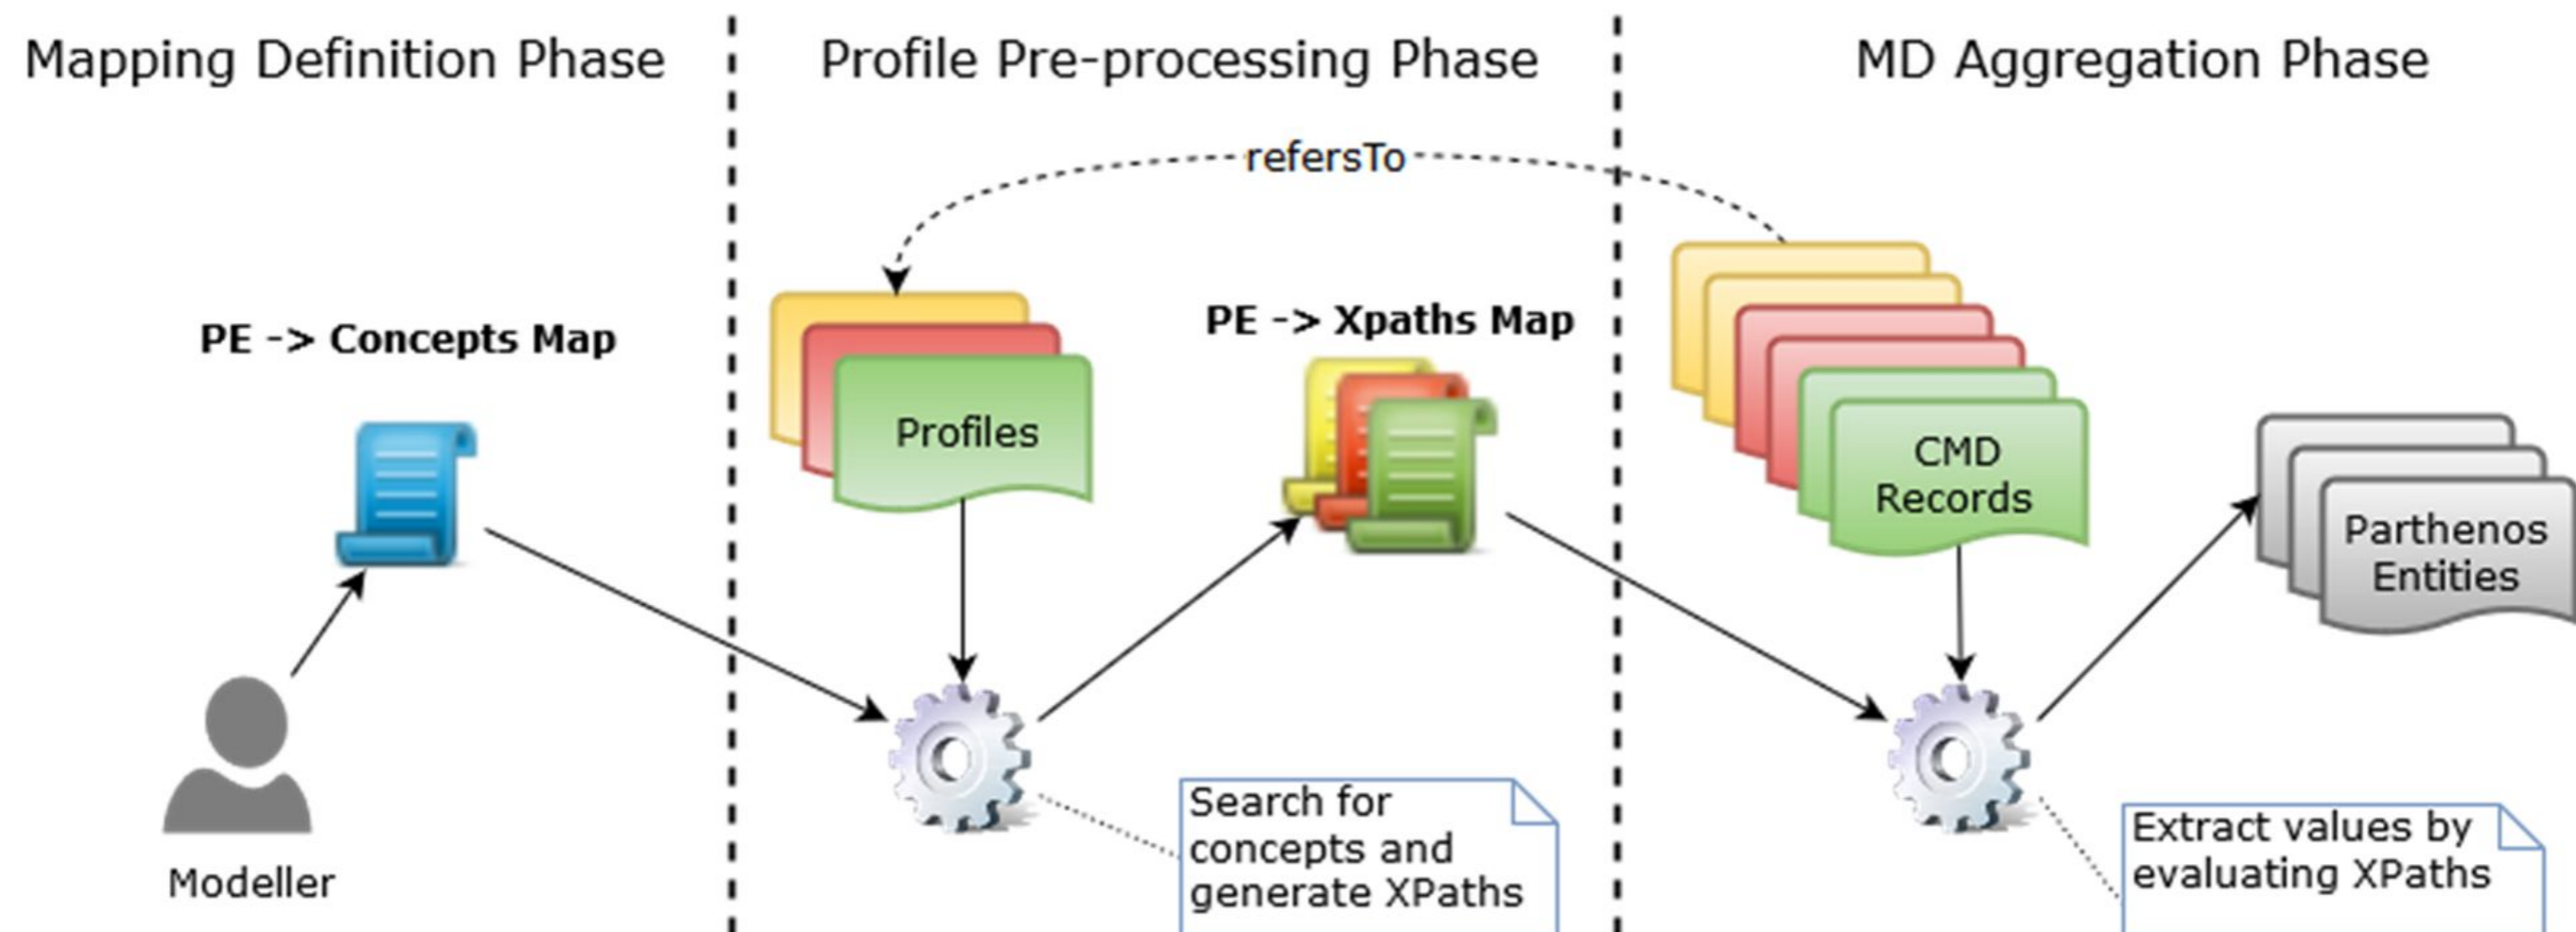 Mapping Definition Phase
Profile Pre-processing Phase
MD Aggregation Phase
refersTo
PE -> Concepts Map
PE -> Xpaths Map
Profiles
CMD
Records
Parthenos
Entities
Modeller
Search for
concepts and
generate XPaths
Extract values by
evaluating XPaths